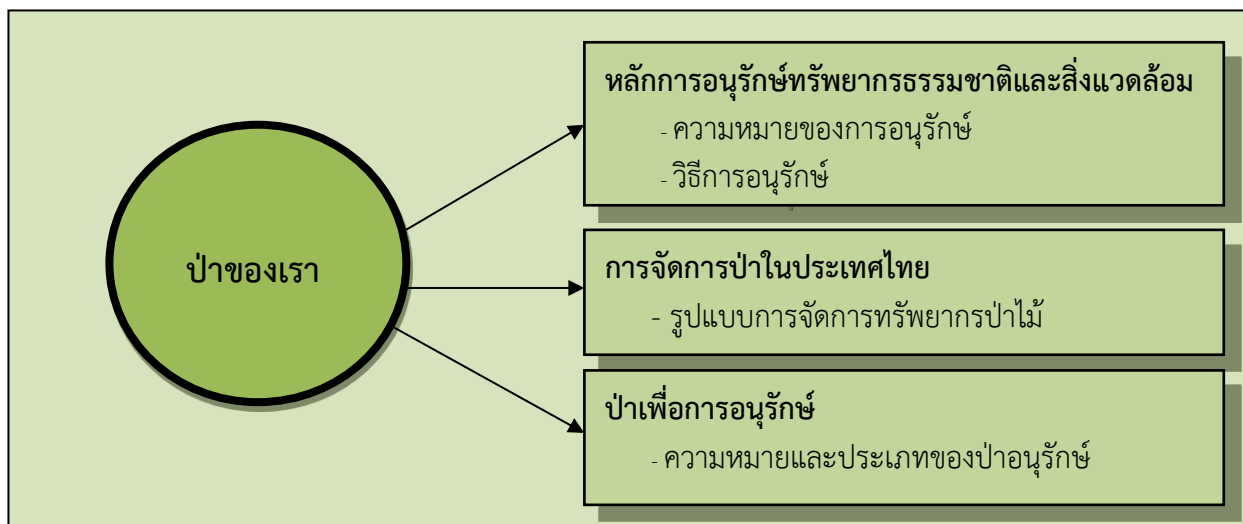 ป่าของเรา
หลักการอนุรักษ์ทรัพยากรธรรมชาติและสิ่งแวดล้อม
- ความหมายของการอนุรักษ์
- วิธีการอนุรักษ์
การจัดการป่าในประเทศไทย
- รูปแบบการจัดการทรัพยากรป่าไม้
ป่าเพื่อการอนุรักษ์
- ความหมายและประเภทของป่าอนุรักษ์